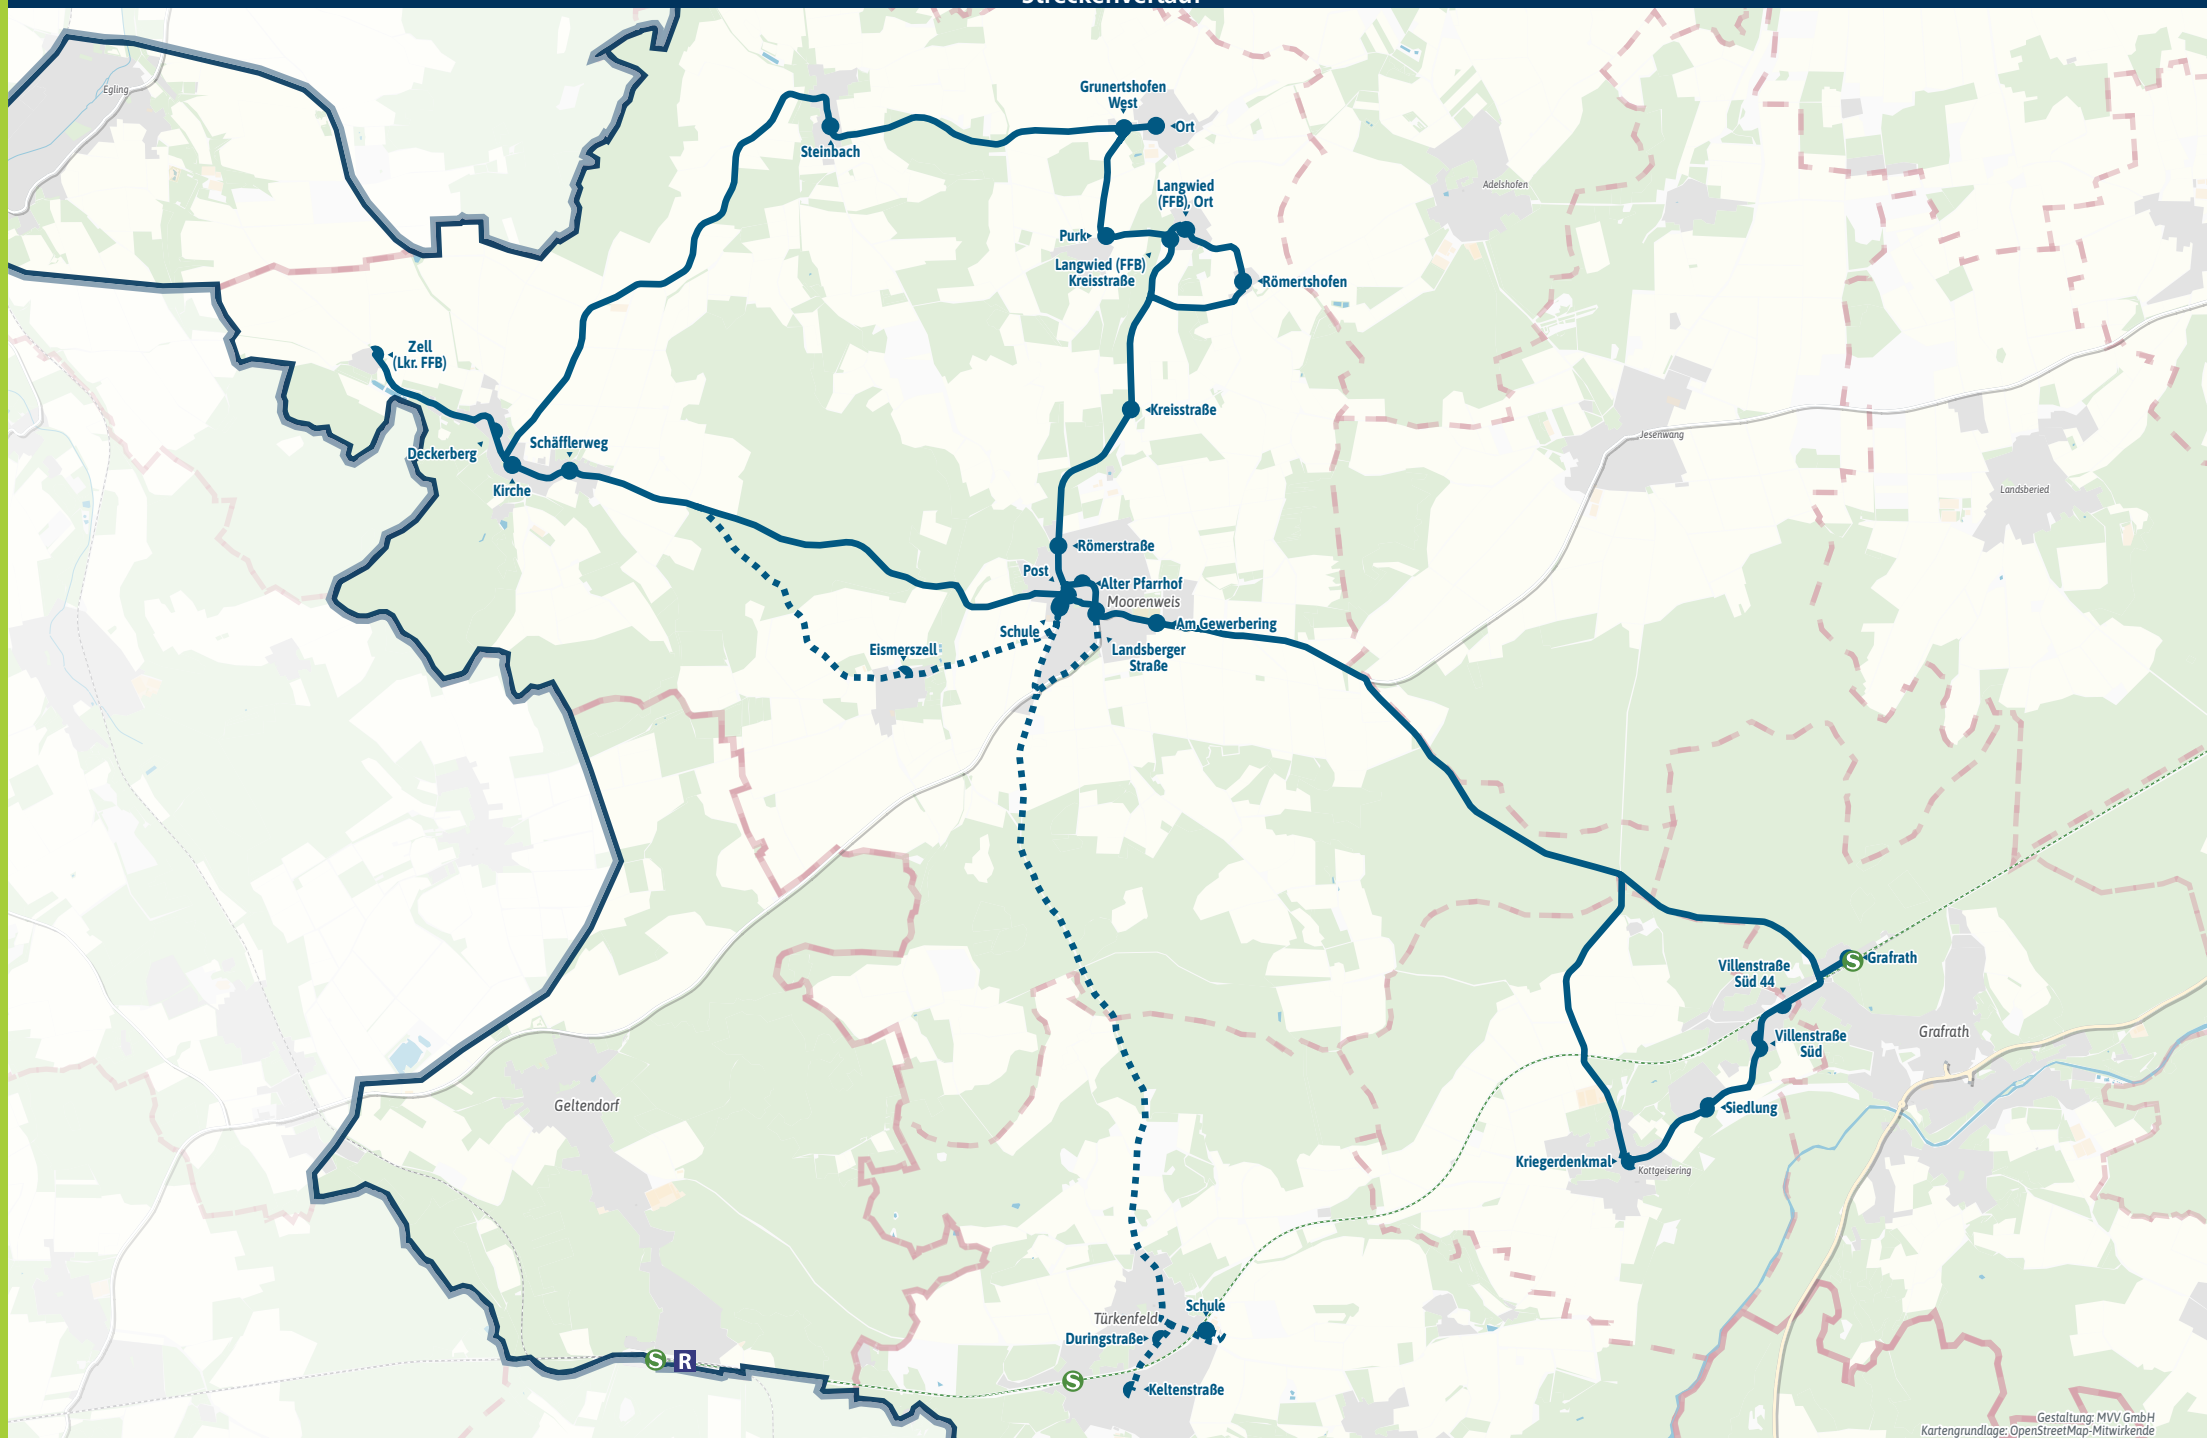 Streckenverlauf
Egling
Grunertshofen
West
Ort
Steinbach
Adelshofen
Langwied
(FFB), Ort
Purk
Langwied (FFB)
Kreisstraße
Römertshofen
Zell
(Lkr. FFB)
Kreisstraße
Jesenwang
Schäfflerweg
Deckerberg
Kirche
Landsberied
Römerstraße
Post
Alter Pfarrhof
Moorenweis
Am Gewerbering
Schule
Eismerszell
Landsberger
Straße
Grafrath
S
Villenstraße
Süd 44
Villenstraße
Süd
Grafrath
Geltendorf
Siedlung
Kriegerdenkmal
Kottgeisering
Schule
Türkenfeld
Duringstraße
S R
S
Keltenstraße
Gestaltung: MVV GmbH
Kartengrundlage: OpenStreetMap-Mitwirkende